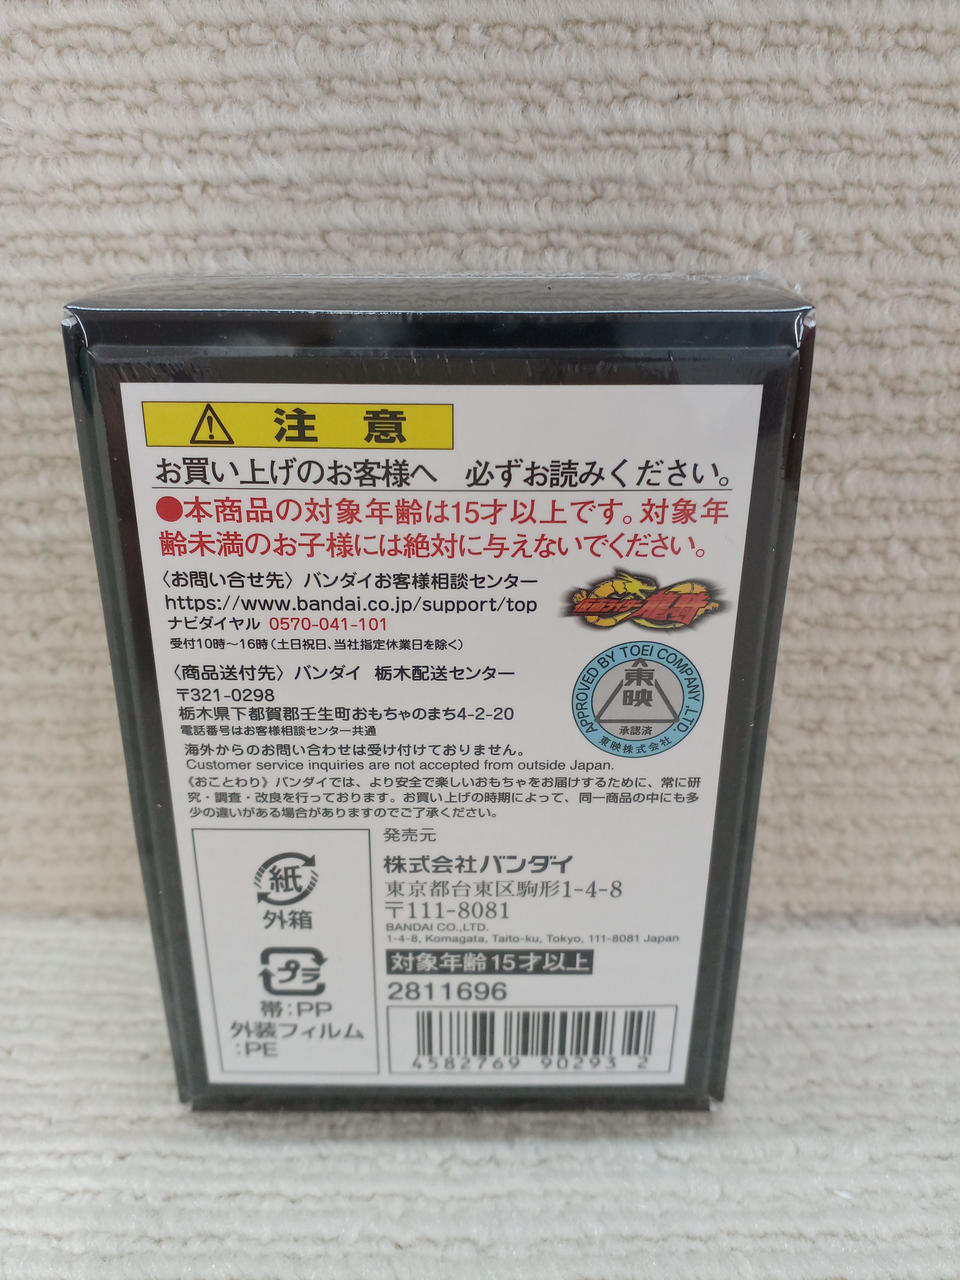 注意
お買い上げのお客様へ 必ずお読みください。
●本商品の対象年齢は15才以上です。対象年
齢未満のお子様には絶対に与えないでください。
〈お問い合せ先〉バンダイお客様相談センター
https://www.bandai.co.jp/support/top
ナビダイヤル 0570-041-101
受付10時〜16時(土日祝日、当社指定休業日を除く)
仮面ライダー龍騎
APPROVED BY TOEI COMPANY,LTD.
東映
承認済
東映株式会社
〈商品送付先〉バンダイ 栃木配送センター
〒321-0298
栃木県下都賀郡壬生町おもちゃのまち4-2-20
電話番号はお客様相談センター共通
海外からのお問い合わせは受け付けておりません。
Customer service inquiries are not accepted from outside Japan.
《おことわり》バンダイでは、より安全で楽しいおもちゃをお届けするために、常に研
究・調査・改良を行っております。お買い上げの時期によって、同一商品の中にも多
少の違いがある場合がありますのでご了承ください。
紙
外箱
プラ
帯:PP
外装フィルム
:PE
発売元
株式会社バンダイ
東京都台東区駒形1-4-8
〒111-8081
BANDAI CO.,LTD.
1-4-8, Komagata, Taito-ku, Tokyo, 111-8081 Japan
対象年齢15才以上
2811696
4582769 90293 2